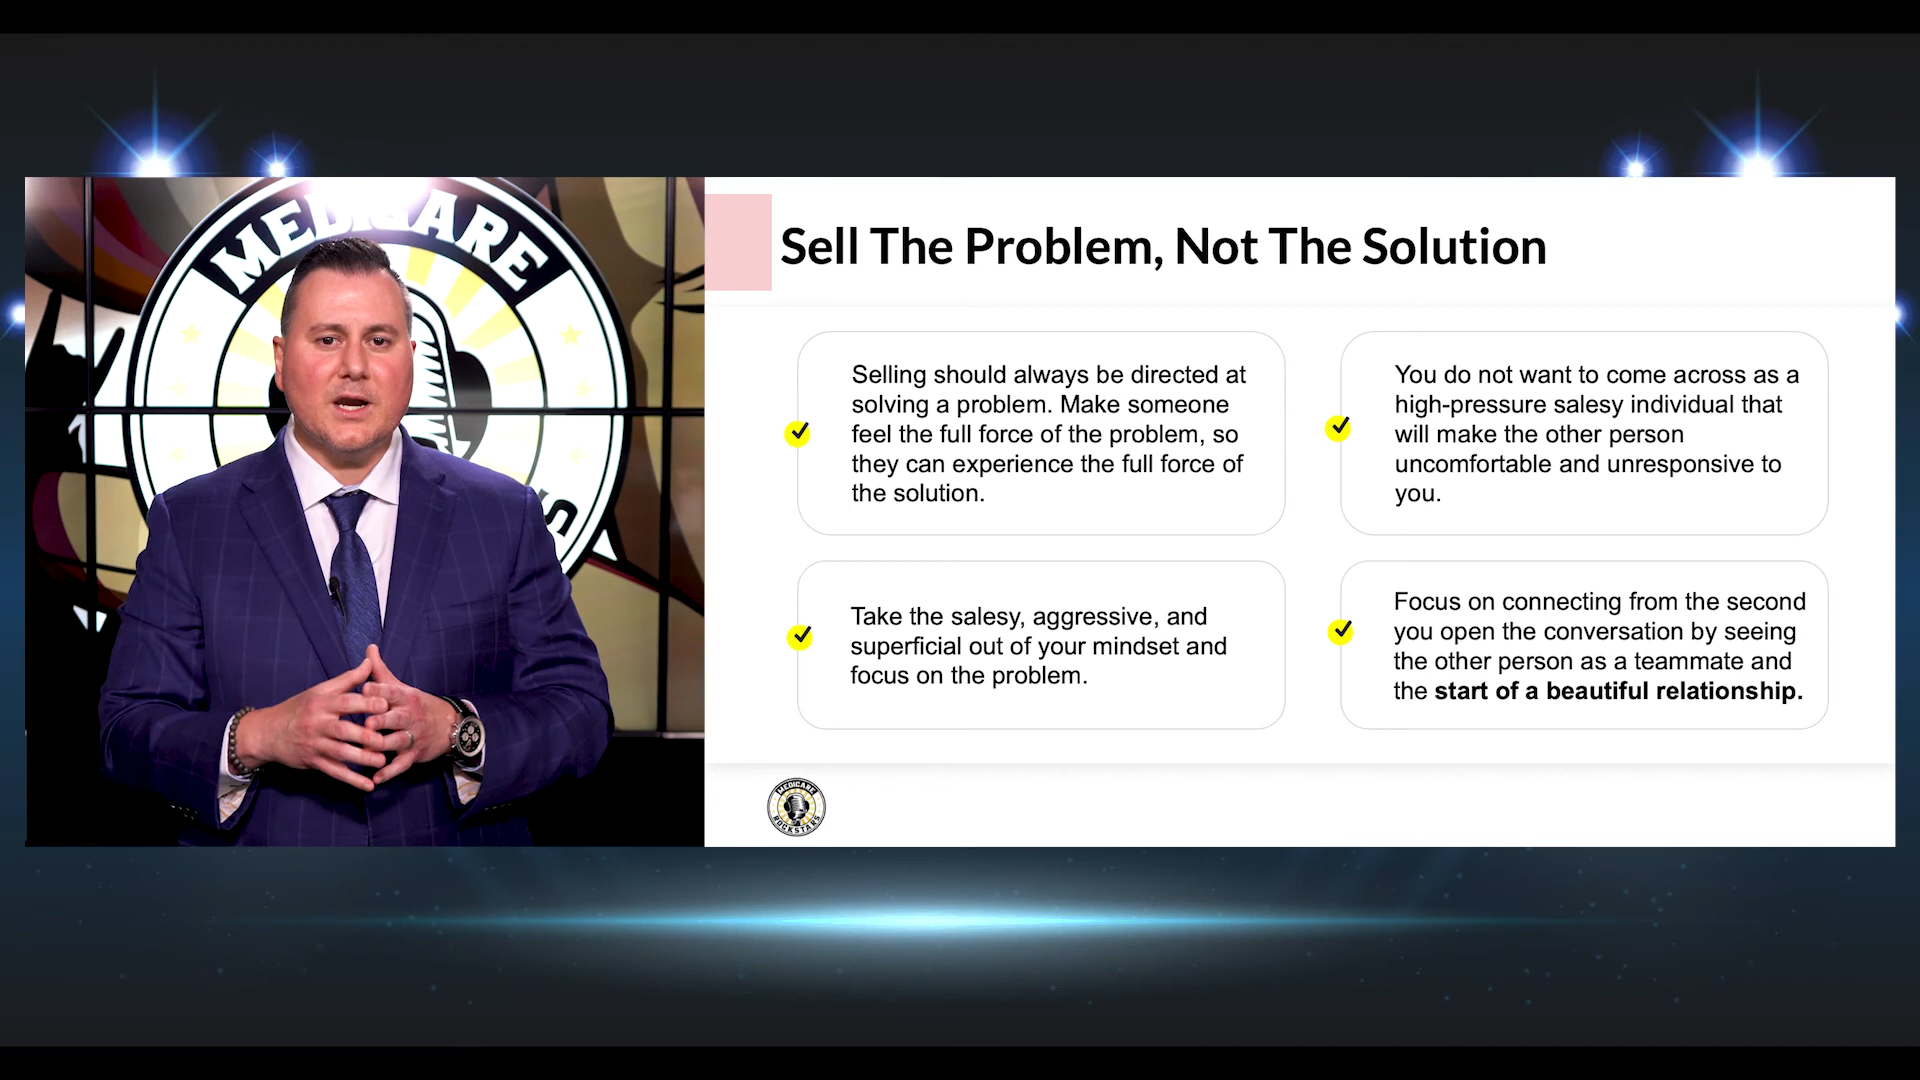 MEDICARE
Sell The Problem, Not The Solution
Selling should always be directed at
solving a problem. Make someone
feel the full force of the problem, so
they can experience the full force of
the solution.
You do not want to come across as a
high-pressure salesy individual that
will make the other person
uncomfortable and unresponsive to
you.
Take the salesy, aggressive, and
superficial out of your mindset and
focus on the problem.
Focus on connecting from the second
you open the conversation by seeing
the other person as a teammate and
the start of a beautiful relationship.
MEDICARE
ROCKSTARS